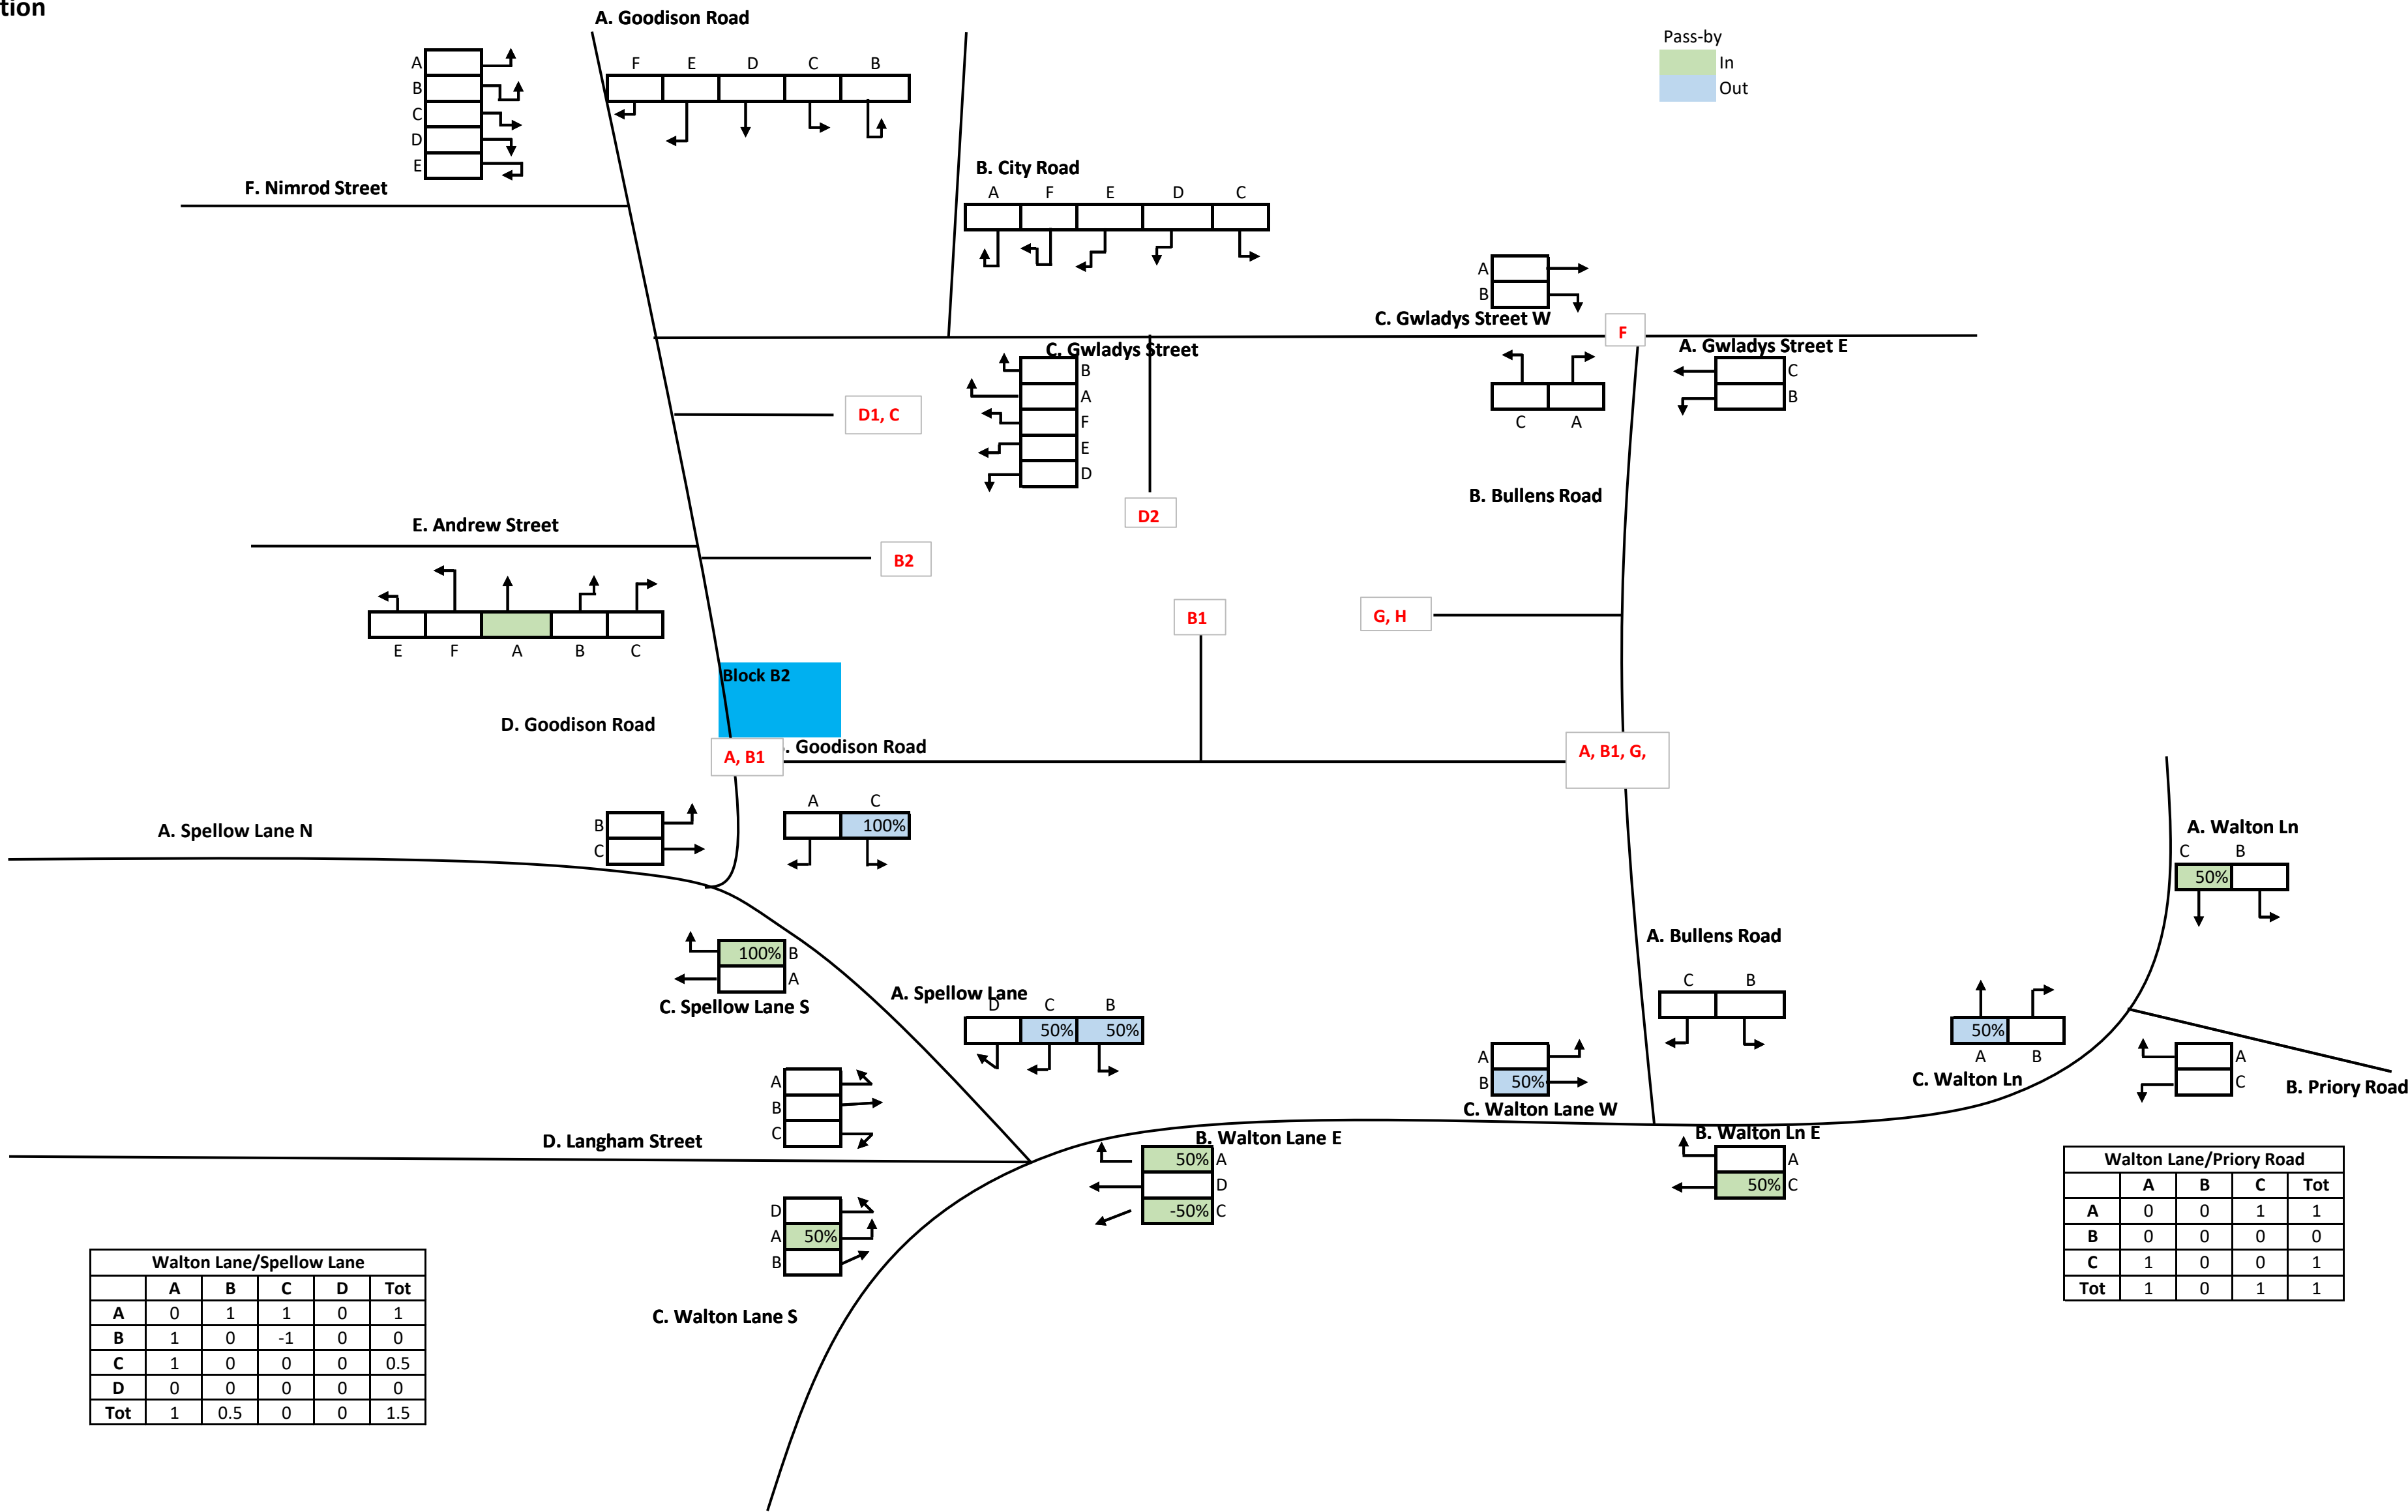 tion
A. Goodison Road
Pass-by
In
Out
A
B
C
D
E
F E D C B
F. Nimrod Street
B. City Road
A F E D C
A
B
C. Gwladys Street W
F
A. Gwladys Street E
C
B
C. Gwladys Street
B
A
F
E
D
C A
D1, C
D2
B. Bullens Road
E. Andrew Street
B2
E F A B C
B1
G, H
Block B2
D. Goodison Road
. Goodison Road
A, B1
A, B1, G,
A. Spellow Lane N
B
C
A C
100%
A. Walton Ln
C B
50%
100% B
A
C. Spellow Lane S
A. Bullens Road
C B
A. Spellow Lane
D C B
50% 50%
A
B 50%
C. Walton Lane W
50%
A B
C. Walton Ln
A
C
B. Priory Road
A
B
C
D. Langham Street
B. Walton Lane E
50% A
D
-50% C
B. Walton Ln E
A
50% C
D
A 50%
B
C. Walton Lane S
Walton Lane/Priory Road
A B C Tot
A 0 0 1 1
B 0 0 0 0
C 1 0 0 1
Tot 1 0 1 1
Walton Lane/Spellow Lane
A B C D Tot
A 0 1 1 0 1
B 1 0 -1 0 0
C 1 0 0 0 0.5
D 0 0 0 0 0
Tot 1 0.5 0 0 1.5